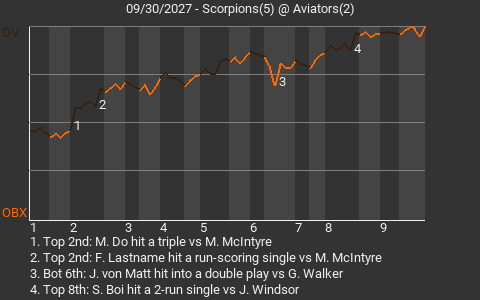 09/30/2027 - Scorpions(5) @ Aviators(2)
DV
4
3
2
1
OBX
1 2 3 4 5 6 7 8 9
1. Top 2nd: M. Do hit a triple vs M. McIntyre
2. Top 2nd: F. Lastname hit a run-scoring single vs M. McIntyre
3. Bot 6th: J. von Matt hit into a double play vs G. Walker
4. Top 8th: S. Boi hit a 2-run single vs J. Windsor